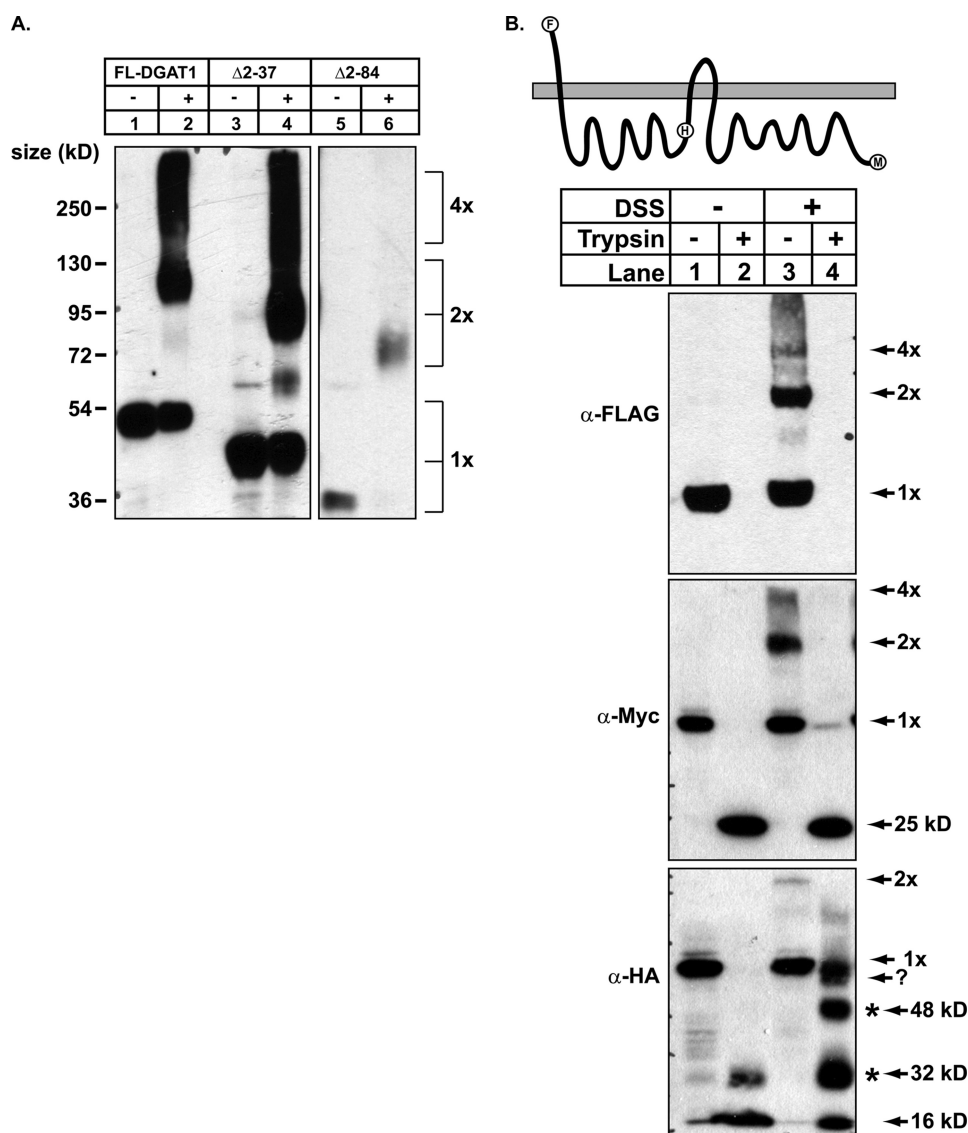 A.
FL-DGAT1 Δ2-37 Δ2-84
- + - + - +
1 2 3 4 5 6
size (kD)
250
130
95
72
54
36
4x
2x
1x
B.
F
H
M
DSS - +
Trypsin - + - +
Lane 1 2 3 4
α-FLAG
4x
2x
1x
α-Myc
4x
2x
1x
25 kD
α-HA
2x
1x
?
* 48 kD
* 32 kD
16 kD